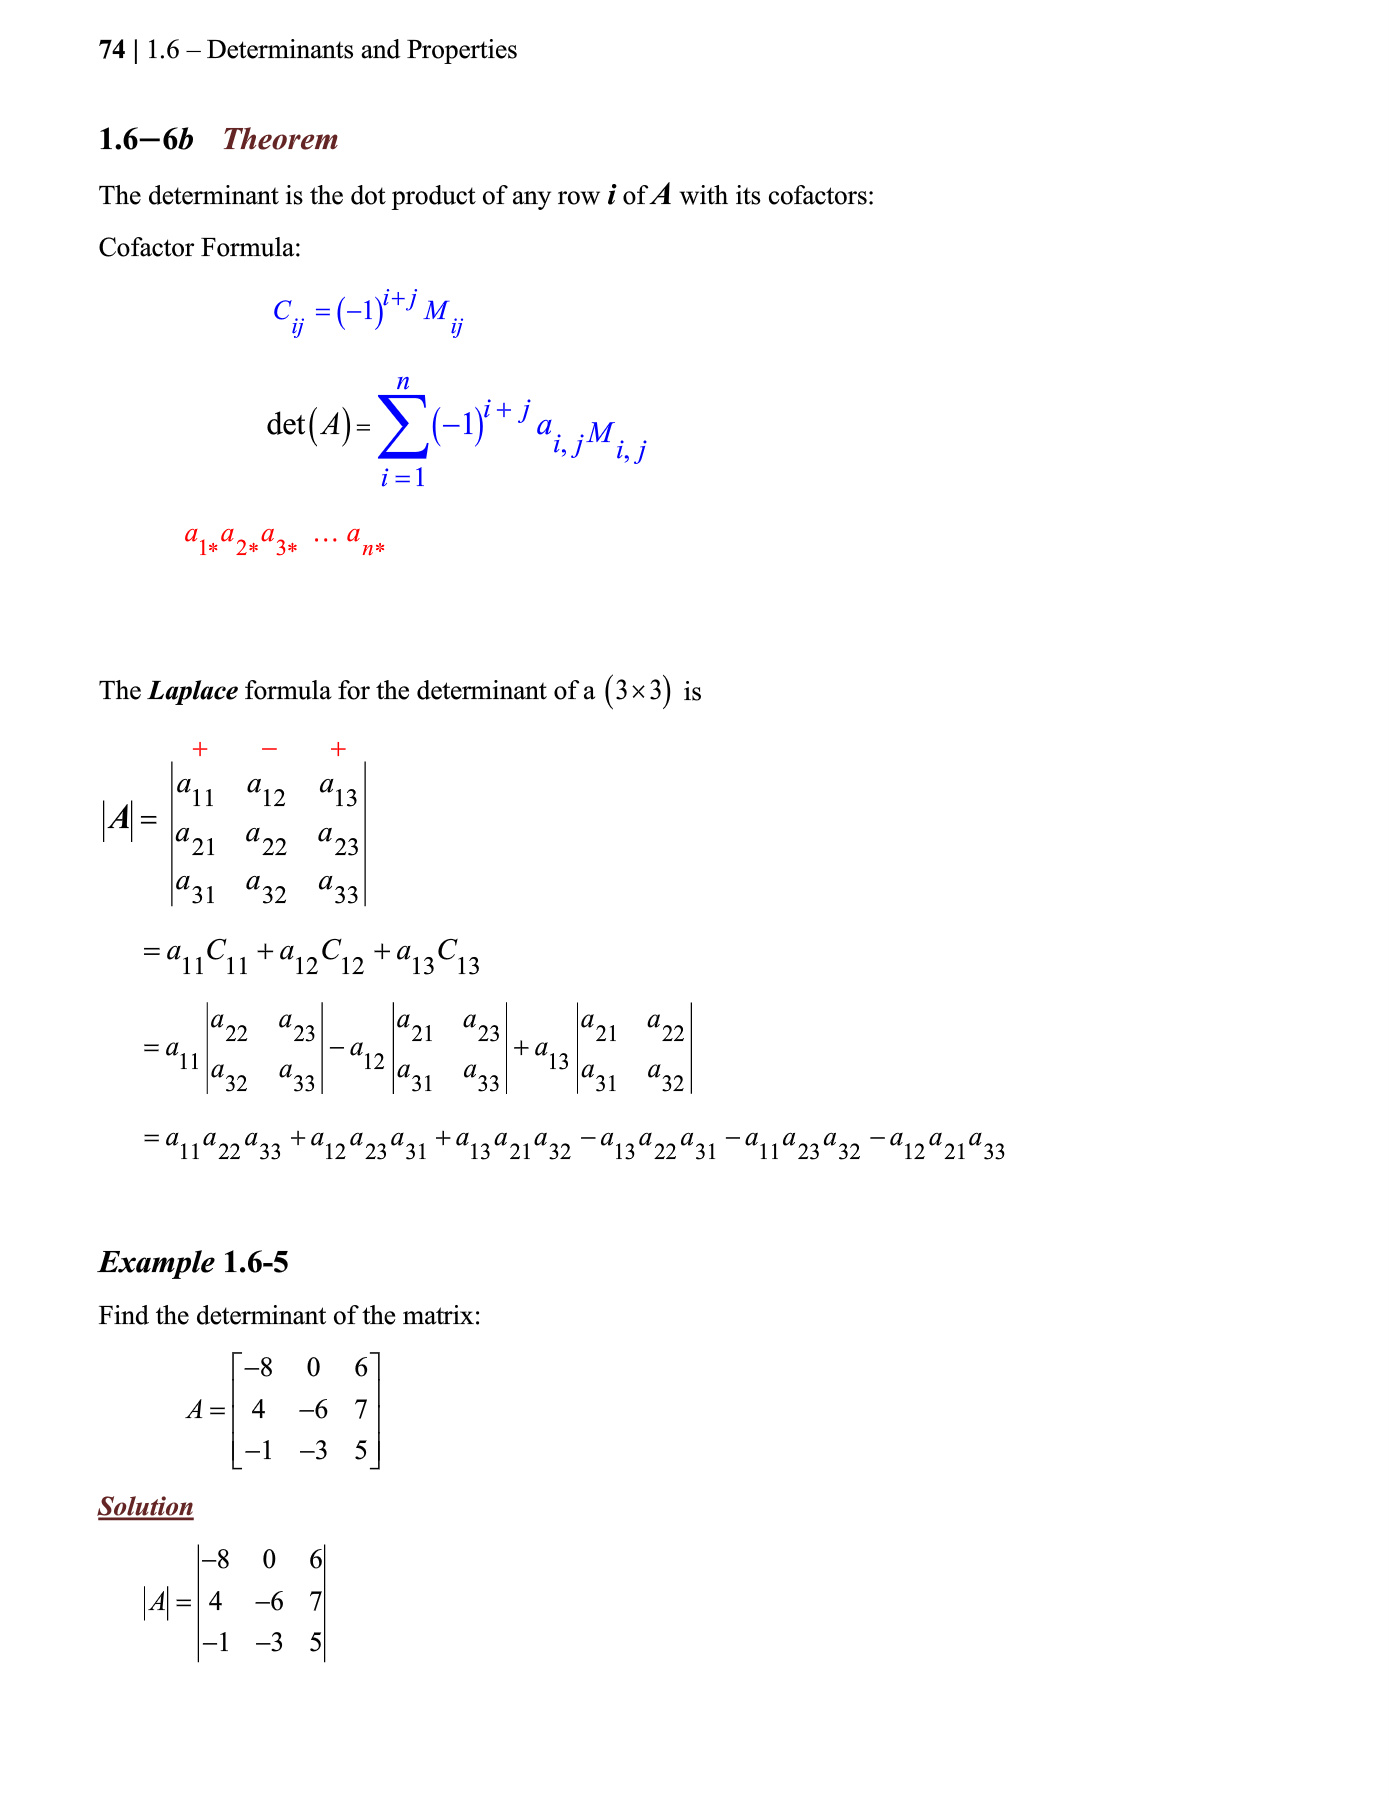 74 | 1.6 – Determinants and Properties
1.6−6b Theorem
The determinant is the dot product of any row i of A with its cofactors:
Cofactor Formula:
C_{ij} = (−1)^{i+j} M_{ij}
det(A) = \sum_{i=1}^{n} (−1)^{i+j} a_{i,j} M_{i,j}
a_{1*} a_{2*} a_{3*} … a_{n*}
The Laplace formula for the determinant of a (3×3) is
+ − +
|A| = \begin{vmatrix} a_{11} & a_{12} & a_{13} \\ a_{21} & a_{22} & a_{23} \\ a_{31} & a_{32} & a_{33} \end{vmatrix}
= a_{11}C_{11} + a_{12}C_{12} + a_{13}C_{13}
= a_{11} \begin{vmatrix} a_{22} & a_{23} \\ a_{32} & a_{33} \end{vmatrix} − a_{12} \begin{vmatrix} a_{21} & a_{23} \\ a_{31} & a_{33} \end{vmatrix} + a_{13} \begin{vmatrix} a_{21} & a_{22} \\ a_{31} & a_{32} \end{vmatrix}
= a_{11}a_{22}a_{33} + a_{12}a_{23}a_{31} + a_{13}a_{21}a_{32} − a_{13}a_{22}a_{31} − a_{11}a_{23}a_{32} − a_{12}a_{21}a_{33}
Example 1.6-5
Find the determinant of the matrix:
A = \begin{bmatrix} −8 & 0 & 6 \\ 4 & −6 & 7 \\ −1 & −3 & 5 \end{bmatrix}
Solution
|A| = \begin{vmatrix} −8 & 0 & 6 \\ 4 & −6 & 7 \\ −1 & −3 & 5 \end{vmatrix}